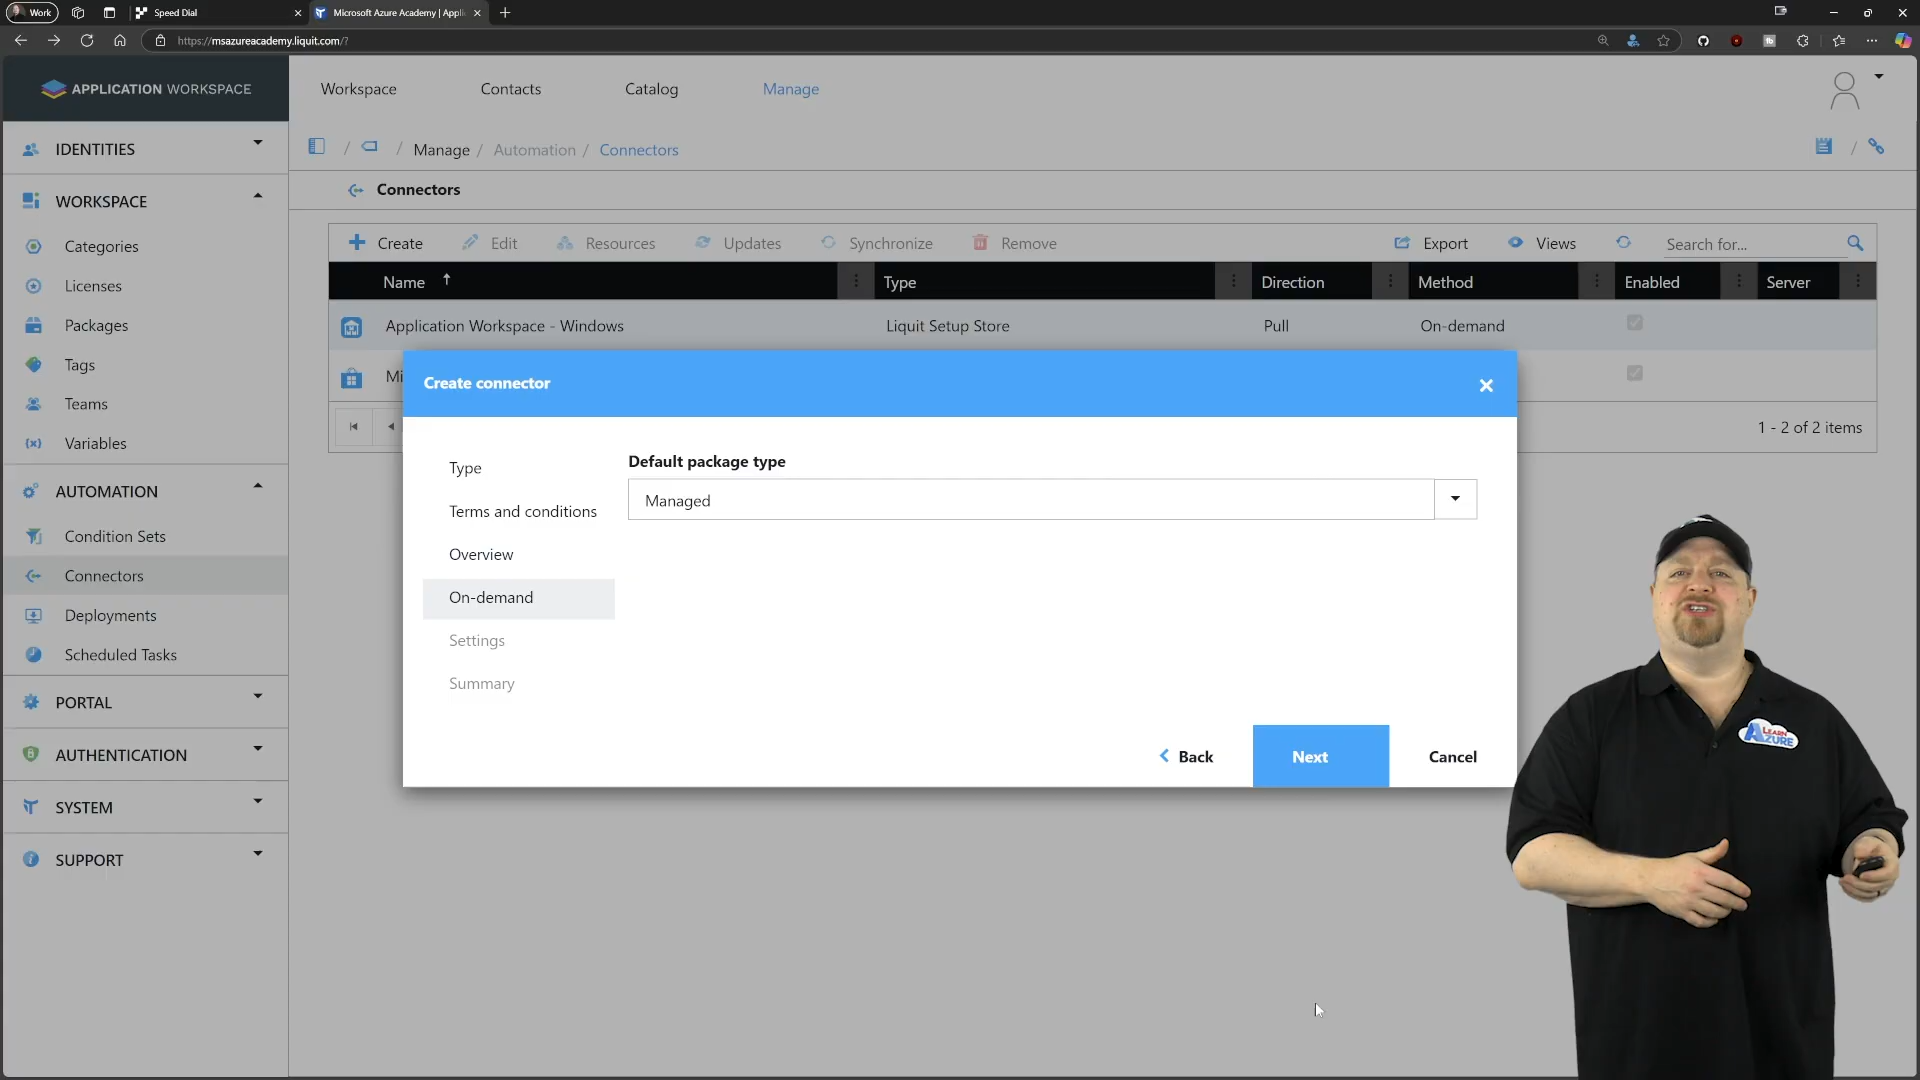 Work
Speed Dial
Microsoft Azure Academy | Appli
https://msazureacademy.liquit.com/?
APPLICATION WORKSPACE
Workspace
Contacts
Catalog
Manage
IDENTITIES
WORKSPACE
Categories
Licenses
Packages
Tags
Teams
Variables
AUTOMATION
Condition Sets
Connectors
Deployments
Scheduled Tasks
PORTAL
AUTHENTICATION
SYSTEM
SUPPORT
/ / Manage / Automation / Connectors
/
Connectors
Create
Edit
Resources
Updates
Synchronize
Remove
Export
Views
Search for...
Name
Type
Direction
Method
Enabled
Server
Application Workspace - Windows
Liquit Setup Store
Pull
On-demand
Mi
1 - 2 of 2 items
Create connector
Type
Terms and conditions
Overview
On-demand
Settings
Summary
Default package type
Managed
Back
Next
Cancel
LEARN
AZURE